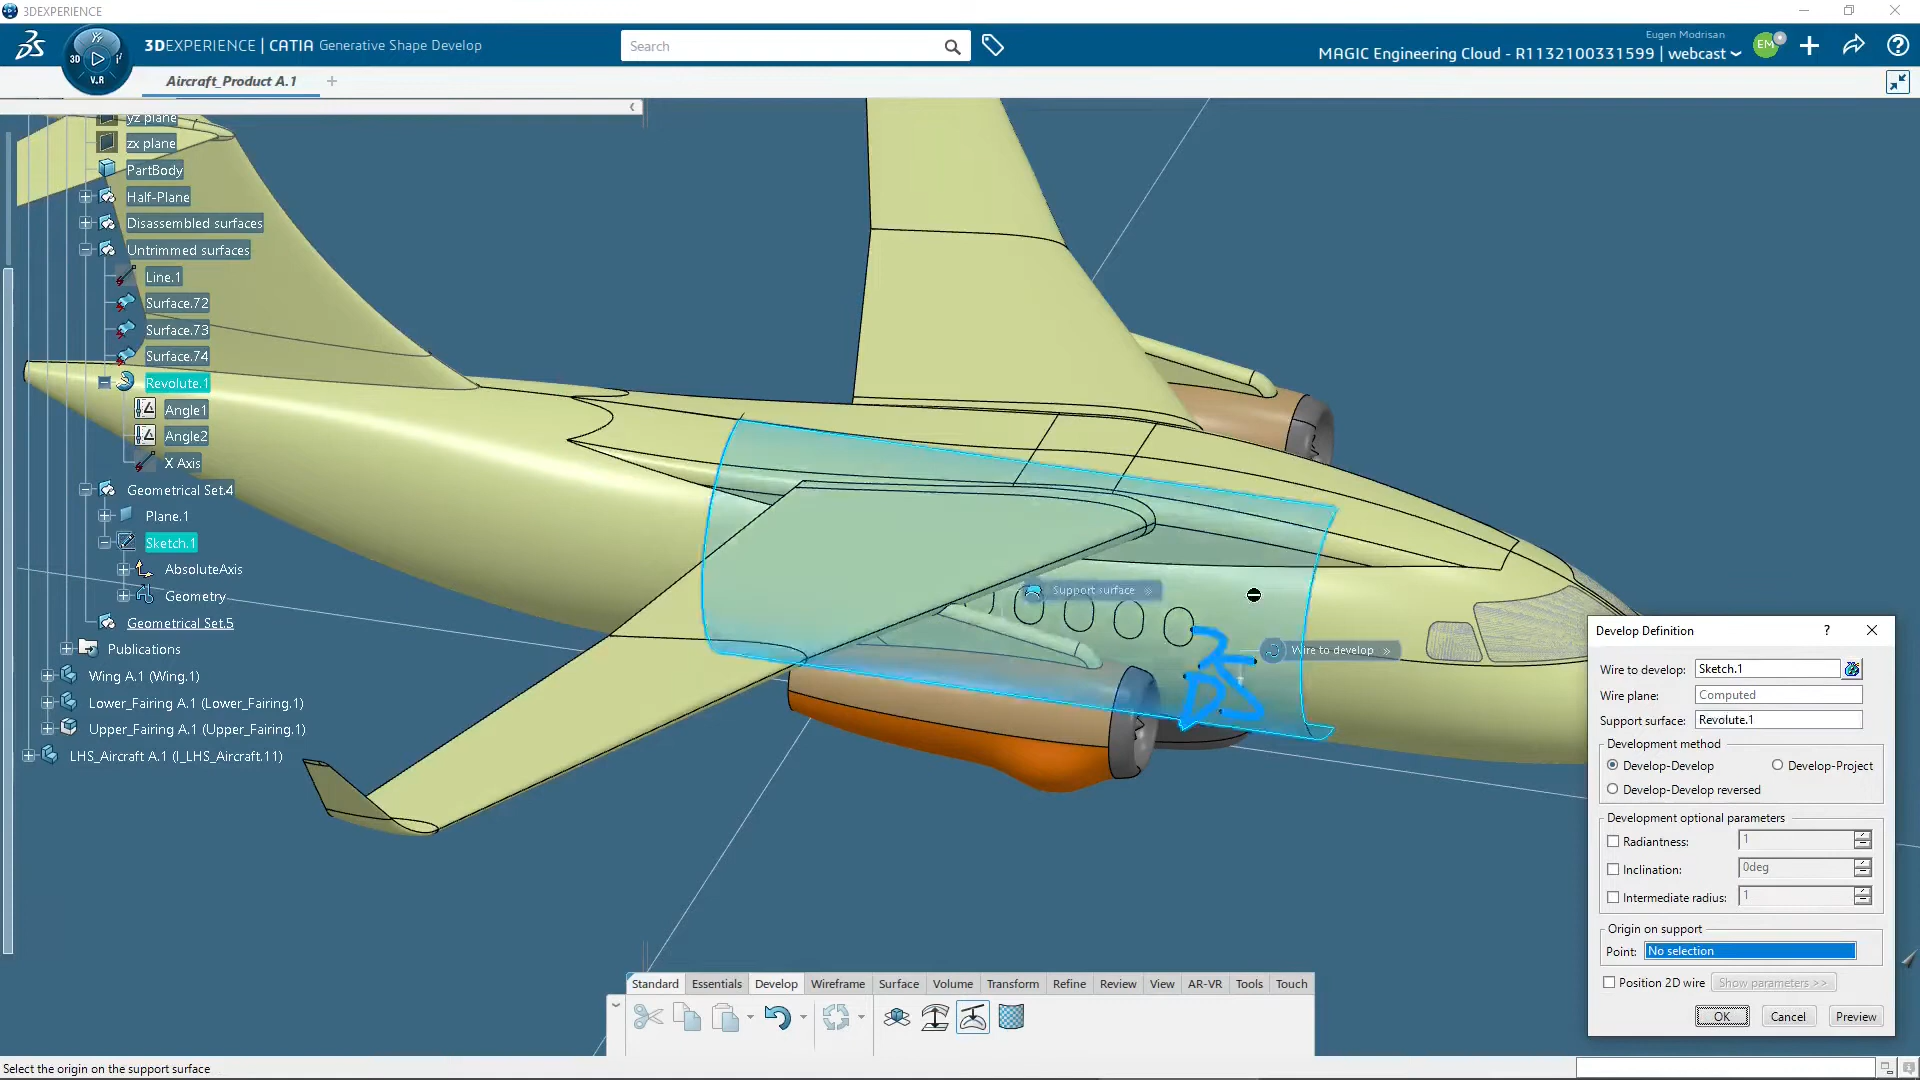 3DEXPERIENCE
3DEXPERIENCE | CATIA Generative Shape Develop
3D
V.R
Search
Eugen Modrisan
MAGIC Engineering Cloud - R1132100331599 | webcast
EM
Aircraft_Product A.1
yz plane
zx plane
PartBody
Half-Plane
Disassembled surfaces
Untrimmed surfaces
Line.1
Surface.72
Surface.73
Surface.74
Revolute.1
Angle1
Angle2
X Axis
Geometrical Set.4
Plane.1
Sketch.1
AbsoluteAxis
Geometry
Geometrical Set.5
Publications
Wing A.1 (Wing.1)
Lower_Fairing A.1 (Lower_Fairing.1)
Upper_Fairing A.1 (Upper_Fairing.1)
LHS_Aircraft A.1 (I_LHS_Aircraft.11)
Support surface
Wire to develop
Develop Definition
Wire to develop: Sketch.1
Wire plane: Computed
Support surface: Revolute.1
Development method
Develop-Develop
Develop-Project
Develop-Develop reversed
Development optional parameters
Radiantness: 1
Inclination: 0deg
Intermediate radius: 1
Origin on support
Point: No selection
Position 2D wire
Show parameters >>
OK
Cancel
Preview
Standard Essentials Develop Wireframe Surface Volume Transform Refine Review View AR-VR Tools Touch
Select the origin on the support surface